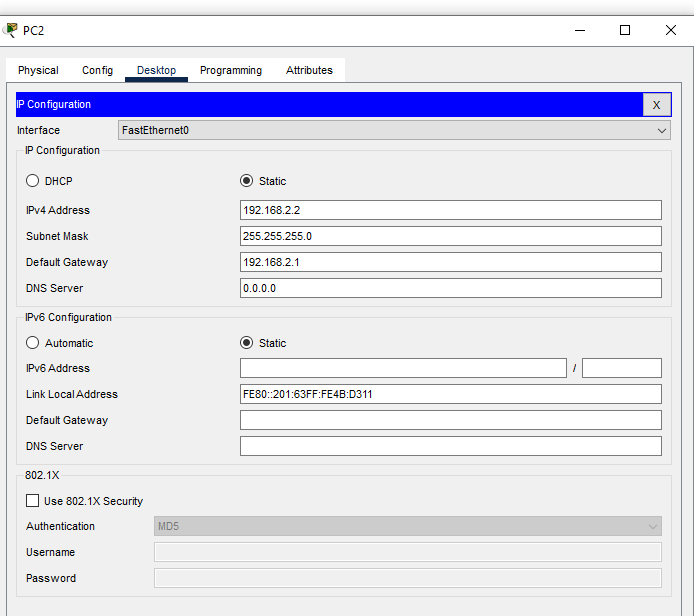 PC2
Physical Config Desktop Programming Attributes
IP Configuration X
Interface FastEthernet0
IP Configuration
DHCP Static
IPv4 Address 192.168.2.2
Subnet Mask 255.255.255.0
Default Gateway 192.168.2.1
DNS Server 0.0.0.0
IPv6 Configuration
Automatic Static
IPv6 Address /
Link Local Address FE80::201:63FF:FE4B:D311
Default Gateway
DNS Server
802.1X
Use 802.1X Security
Authentication MD5
Username
Password